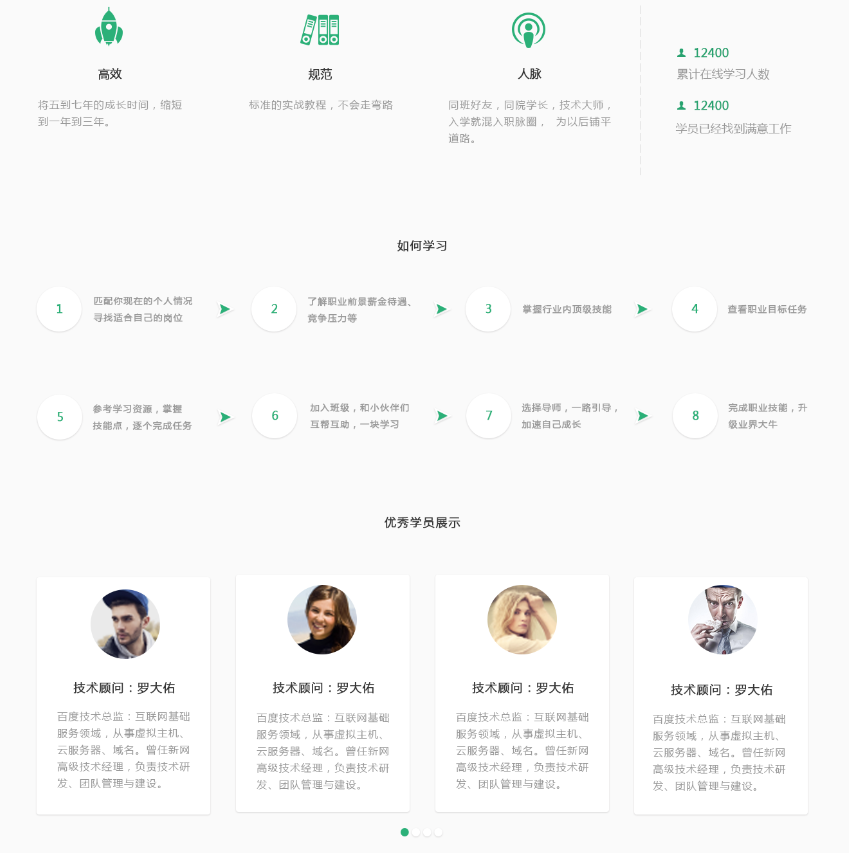 高效
规范
人脉
将五到七年的成长时间，缩短
到一年到三年。
标准的实战教程，不会走弯路
同班好友，同院学长，技术大师，
入学就混入职脉圈， 为以后铺平
道路。
12400
累计在线学习人数
12400
学员已经找到满意工作
如何学习
1
匹配你现在的个人情况
寻找适合自己的岗位
2
了解职业前景薪金待遇、
竞争压力等
3
掌握行业内顶级技能
4
查看职业目标任务
5
参考学习资源，掌握
技能点，逐个完成任务
6
加入班级，和小伙伴们
互帮互助，一块学习
7
选择导师，一路引导，
加速自己成长
8
完成职业技能，升
级业界大牛
优秀学员展示
技术顾问：罗大佑
百度技术总监：互联网基础
服务领域，从事虚拟主机、
云服务器、域名。曾任新网
高级技术经理，负责技术研
发、团队管理与建设。
技术顾问：罗大佑
百度技术总监：互联网基础
服务领域，从事虚拟主机、
云服务器、域名。曾任新网
高级技术经理，负责技术研
发、团队管理与建设。
技术顾问：罗大佑
百度技术总监：互联网基础
服务领域，从事虚拟主机、
云服务器、域名。曾任新网
高级技术经理，负责技术研
发、团队管理与建设。
技术顾问：罗大佑
百度技术总监：互联网基础
服务领域，从事虚拟主机、
云服务器、域名。曾任新网
高级技术经理，负责技术研
发、团队管理与建设。